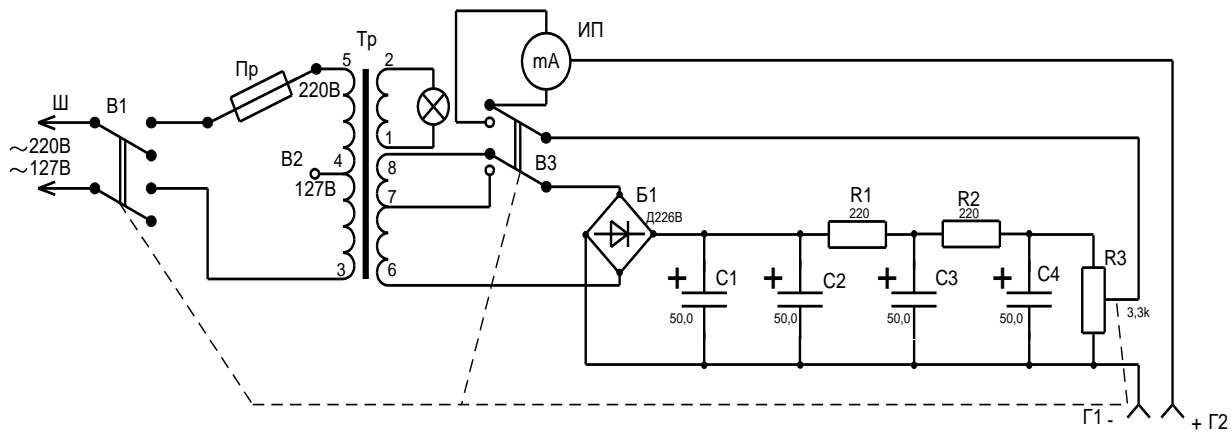 ИП
Тр
mA
Пр
5
2
220В
Ш
В1
~220В
~127В
1
В2
4
127В
8
В3
7
3
6
Б1
Д226В
R1
220
R2
220
R3
3,3k
+ C1
50,0
+ C2
50,0
+ C3
50,0
+ C4
50,0
Г1 -
+ Г2